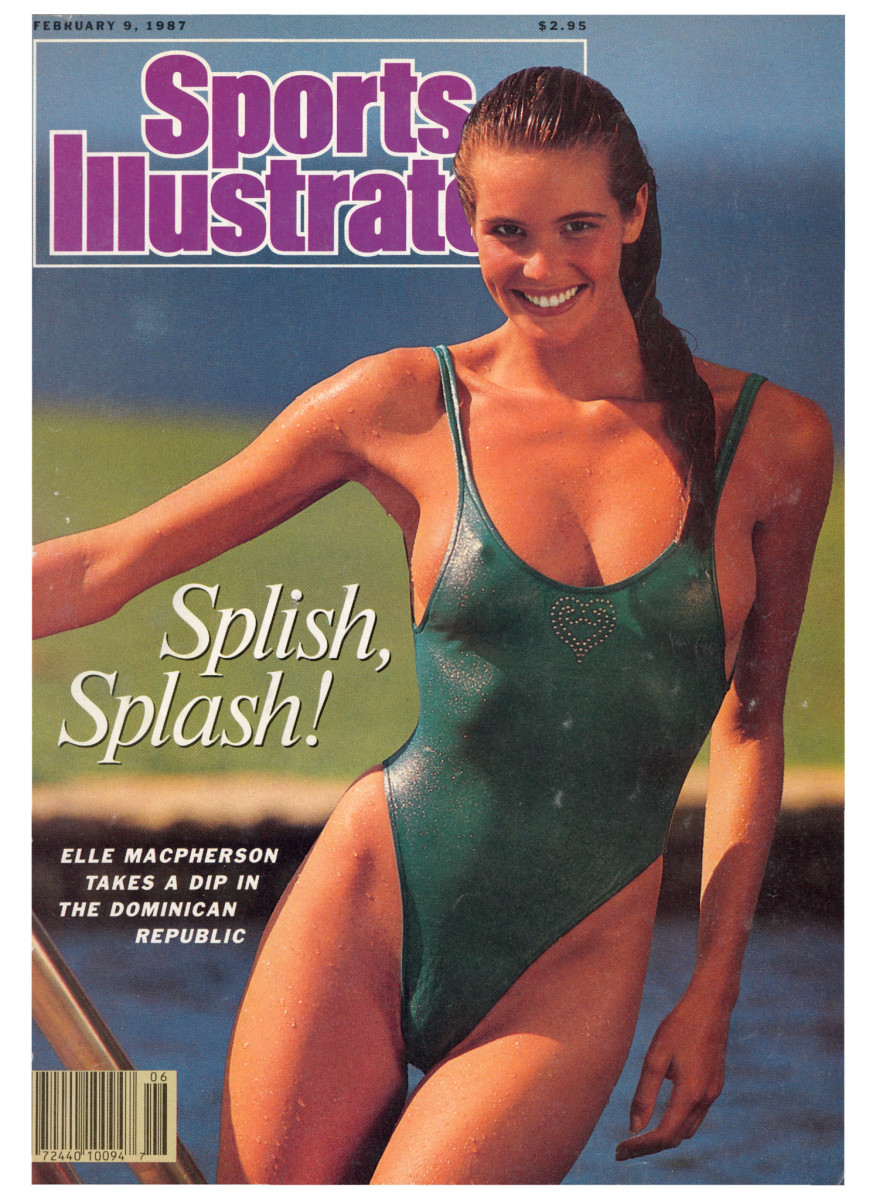 FEBRUARY 9, 1987 $2.95
Sports
Illustrate
Splish,
Splash!
ELLE MACPHERSON
TAKES A DIP IN
THE DOMINICAN
REPUBLIC
06
72440 10094 7